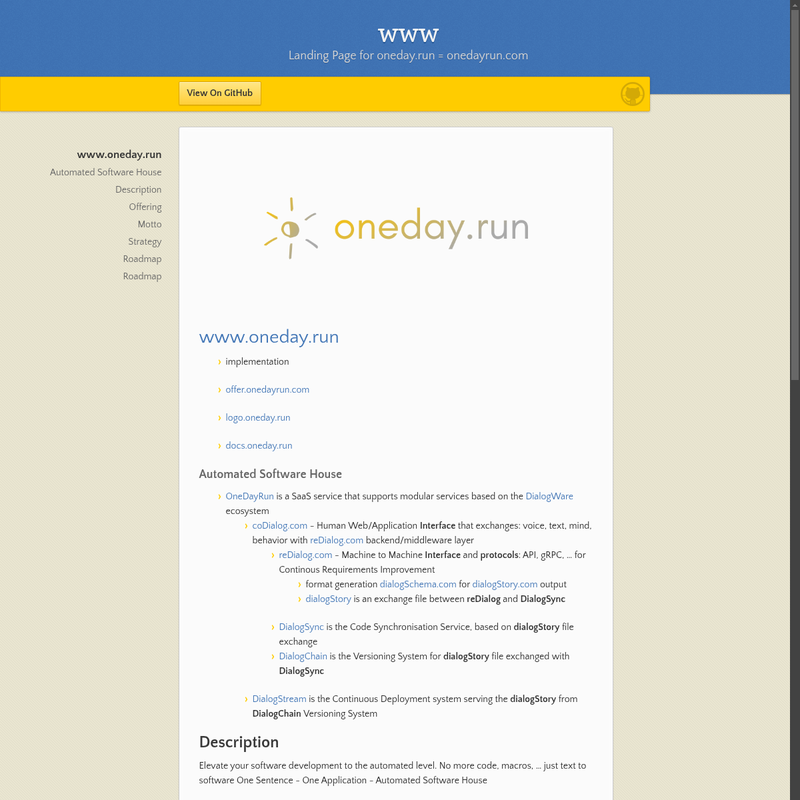 www
Landing Page for oneday.run = onedayrun.com
View On GitHub
www.oneday.run
Automated Software House
Description
Offering
Motto
Strategy
Roadmap
Roadmap
oneday.run
www.oneday.run
› implementation
› offer.onedayrun.com
› logo.oneday.run
› docs.oneday.run
Automated Software House
› OneDayRun is a SaaS service that supports modular services based on the DialogWare
ecosystem
› coDialog.com - Human Web/Application Interface that exchanges: voice, text, mind,
behavior with reDialog.com backend/middleware layer
› reDialog.com - Machine to Machine Interface and protocols: API, gRPC, ... for
Continous Requirements Improvement
› format generation dialogSchema.com for dialogStory.com output
› dialogStory is an exchange file between reDialog and DialogSync
› DialogSync is the Code Synchronisation Service, based on dialogStory file
exchange
› DialogChain is the Versioning System for dialogStory file exchanged with
DialogSync
› DialogStream is the Continuous Deployment system serving the dialogStory from
DialogChain Versioning System
Description
Elevate your software development to the automated level. No more code, macros, ... just text to
software One Sentence - One Application - Automated Software House